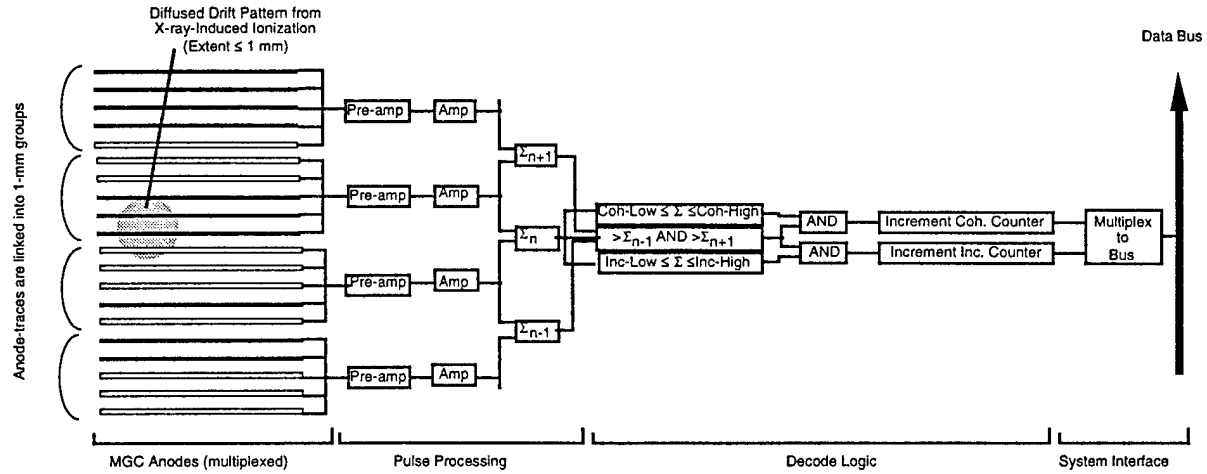 Diffused Drift Pattern from
X-ray-Induced Ionization
(Extent ≤ 1 mm)
Data Bus
Anode-traces are linked into 1-mm groups
Pre-amp
Amp
Σn+1
Pre-amp
Amp
Coh-Low ≤ Σ ≤Coh-High
AND
Increment Coh. Counter
Multiplex
to
Bus
Σn
>Σn-1 AND >Σn+1
Inc-Low ≤ Σ ≤Inc-High
AND
Increment Inc. Counter
Pre-amp
Amp
Σn-1
Pre-amp
Amp
MGC Anodes (multiplexed)
Pulse Processing
Decode Logic
System Interface